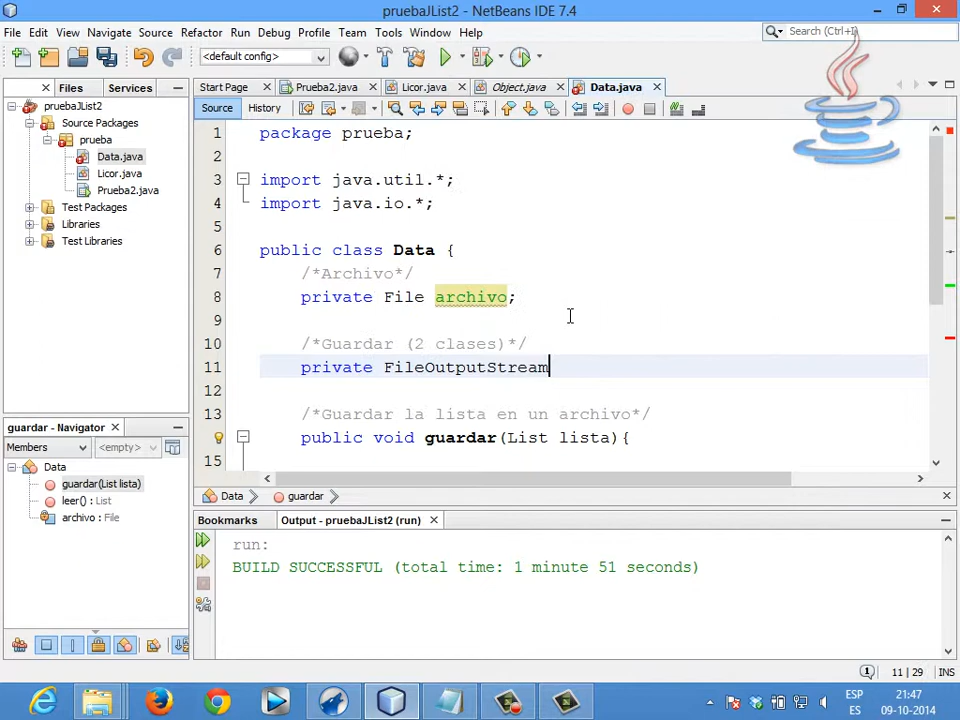 pruebaJList2 - NetBeans IDE 7.4
File Edit View Navigate Source Refactor Run Debug Profile Team Tools Window Help
Search (Ctrl+I)
<default config>
Files Services
Start Page Prueba2.java Licor.java Object.java Data.java
Source History
pruebaJList2
Source Packages
prueba
Data.java
Licor.java
Prueba2.java
Test Packages
Libraries
Test Libraries
1 package prueba;
2
3 import java.util.*;
4 import java.io.*;
5
6 public class Data {
7 /*Archivo*/
8 private File archivo;
9
10 /*Guardar (2 clases)*/
11 private FileOutputStream
12
13 /*Guardar la lista en un archivo*/
public void guardar(List lista){
15
Data guardar
guardar - Navigator
Members <empty>
Data
guardar(List lista)
leer() : List
archivo : File
Bookmarks Output - pruebaJList2 (run)
run:
BUILD SUCCESSFUL (total time: 1 minute 51 seconds)
11 | 29 INS
ESP
ES
21:47
09-10-2014